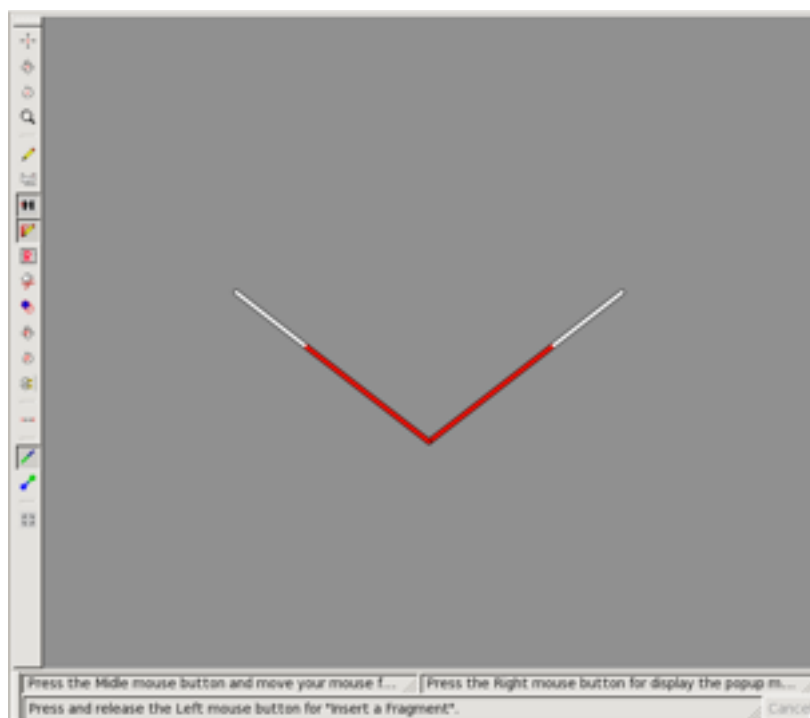 Press the Midle mouse button and move your mouse f... Press the Right mouse button for display the popup m...
Press and release the Left mouse button for "Insert a Fragment". Cance